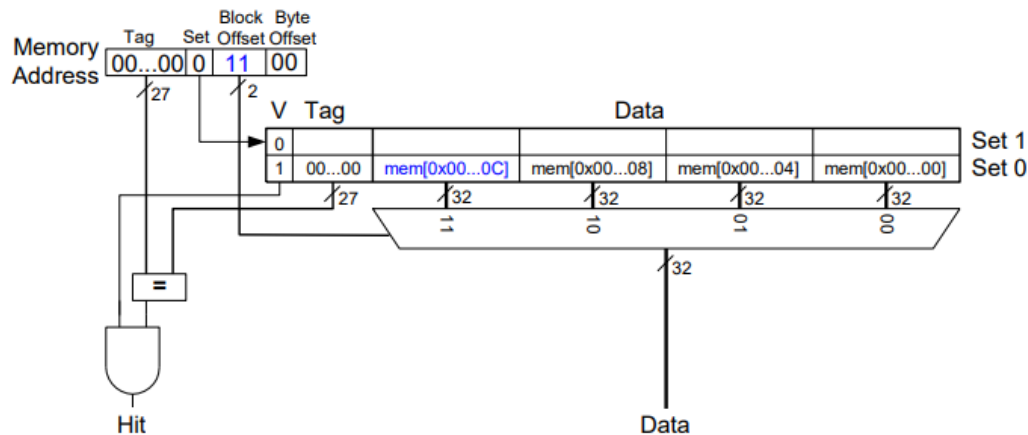 Block Byte
Tag Set Offset Offset
Memory Address 00...00 0 11 00
27 2
V Tag Data
0 Set 1
1 00...00 mem[0x00...0C] mem[0x00...08] mem[0x00...04] mem[0x00...00] Set 0
27 32 32 32 32
11 10 01 00
=
32
Hit Data